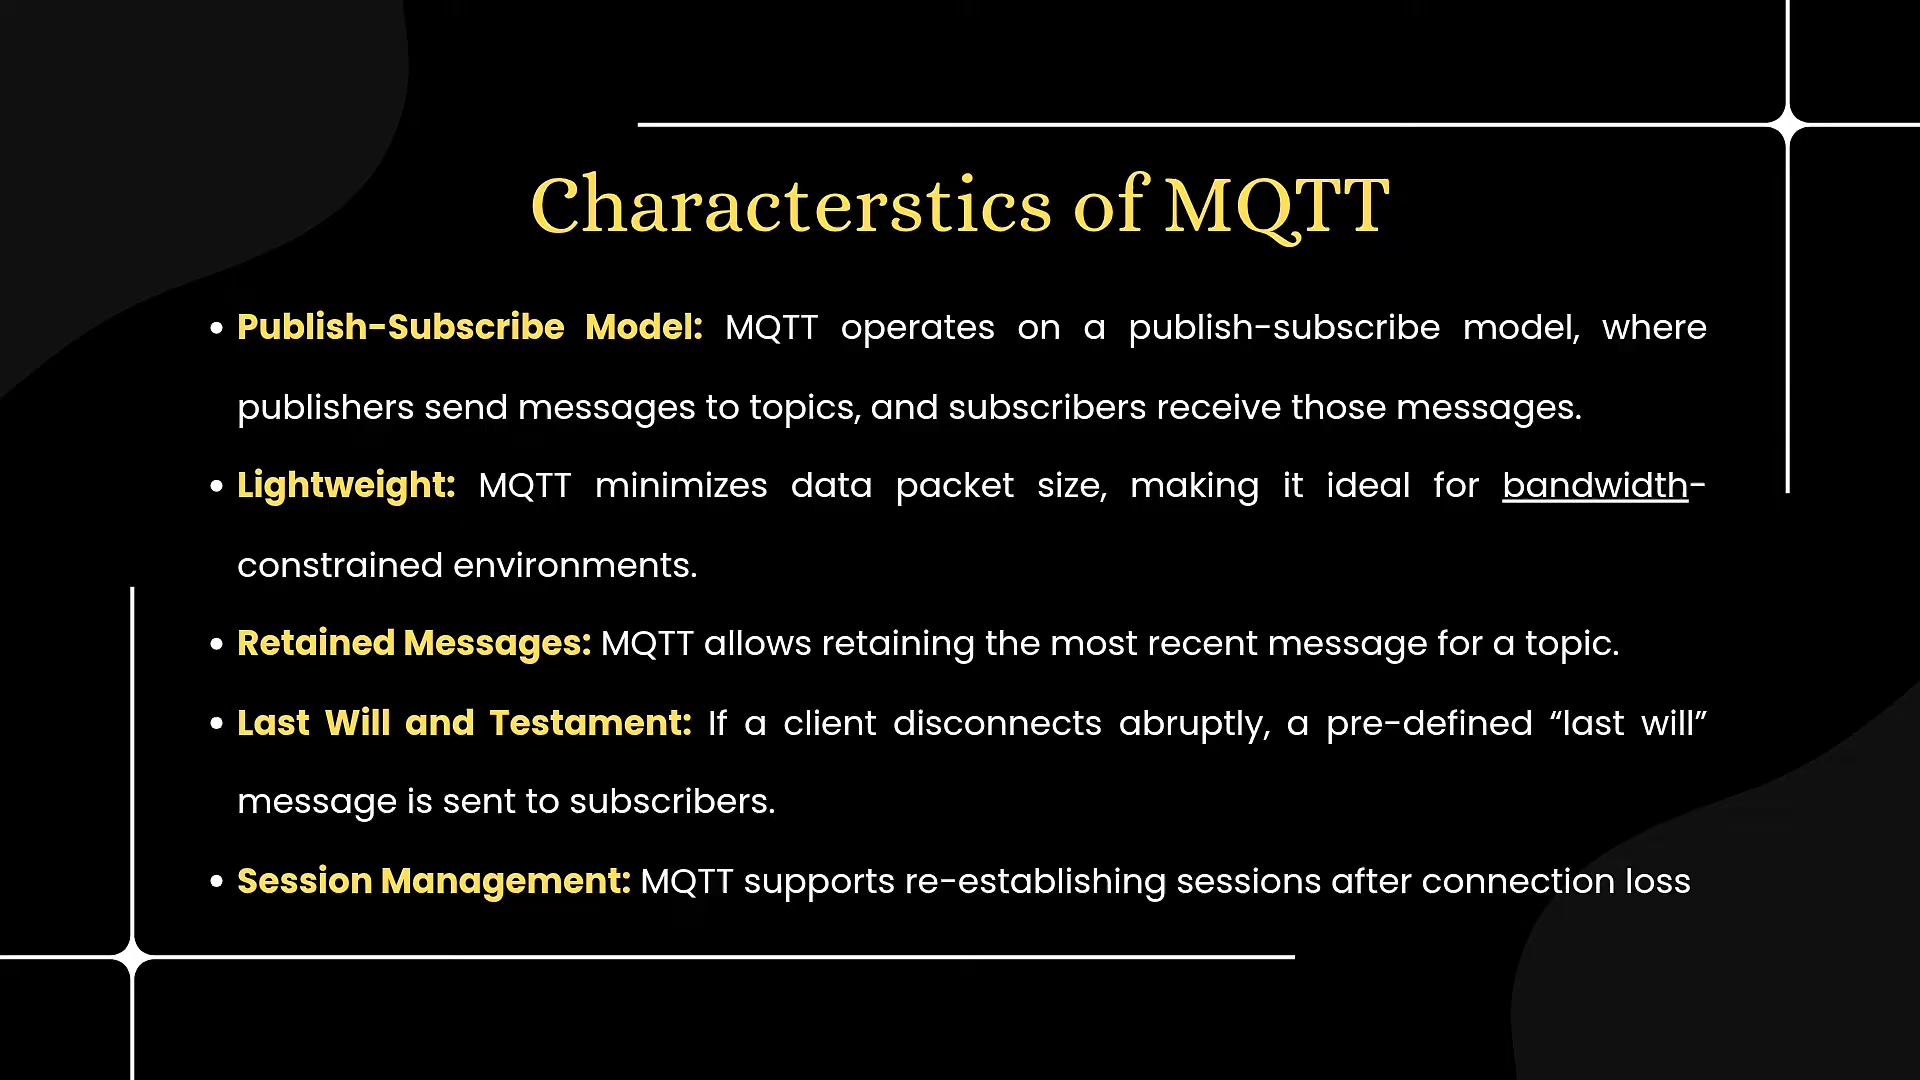 Characterstics of MQTT
• Publish-Subscribe Model: MQTT operates on a publish-subscribe model, where
publishers send messages to topics, and subscribers receive those messages.
• Lightweight: MQTT minimizes data packet size, making it ideal for bandwidth-
constrained environments.
• Retained Messages: MQTT allows retaining the most recent message for a topic.
• Last Will and Testament: If a client disconnects abruptly, a pre-defined “last will”
message is sent to subscribers.
• Session Management: MQTT supports re-establishing sessions after connection loss